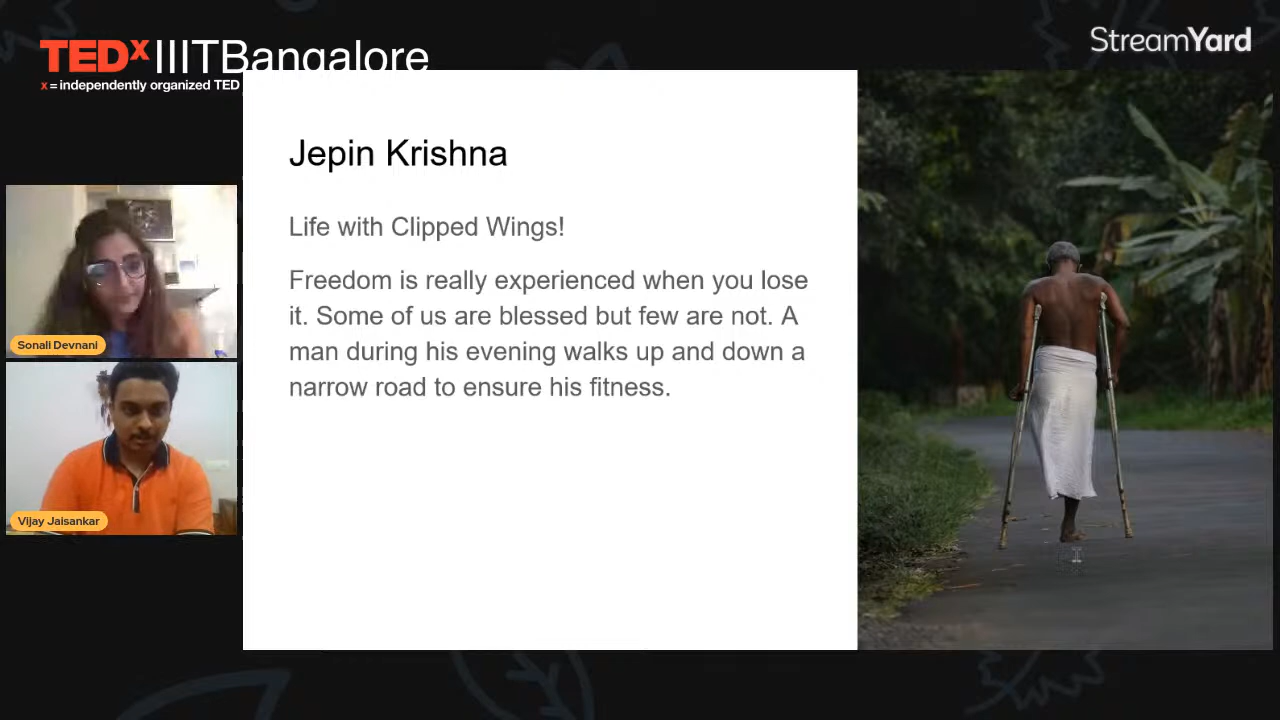 TEDx IIITBangalore
x = independently organized TED
StreamYard
Jepin Krishna
Life with Clipped Wings!
Freedom is really experienced when you lose
it. Some of us are blessed but few are not. A
man during his evening walks up and down a
narrow road to ensure his fitness.
Sonali Devnani
Vijay Jaisankar